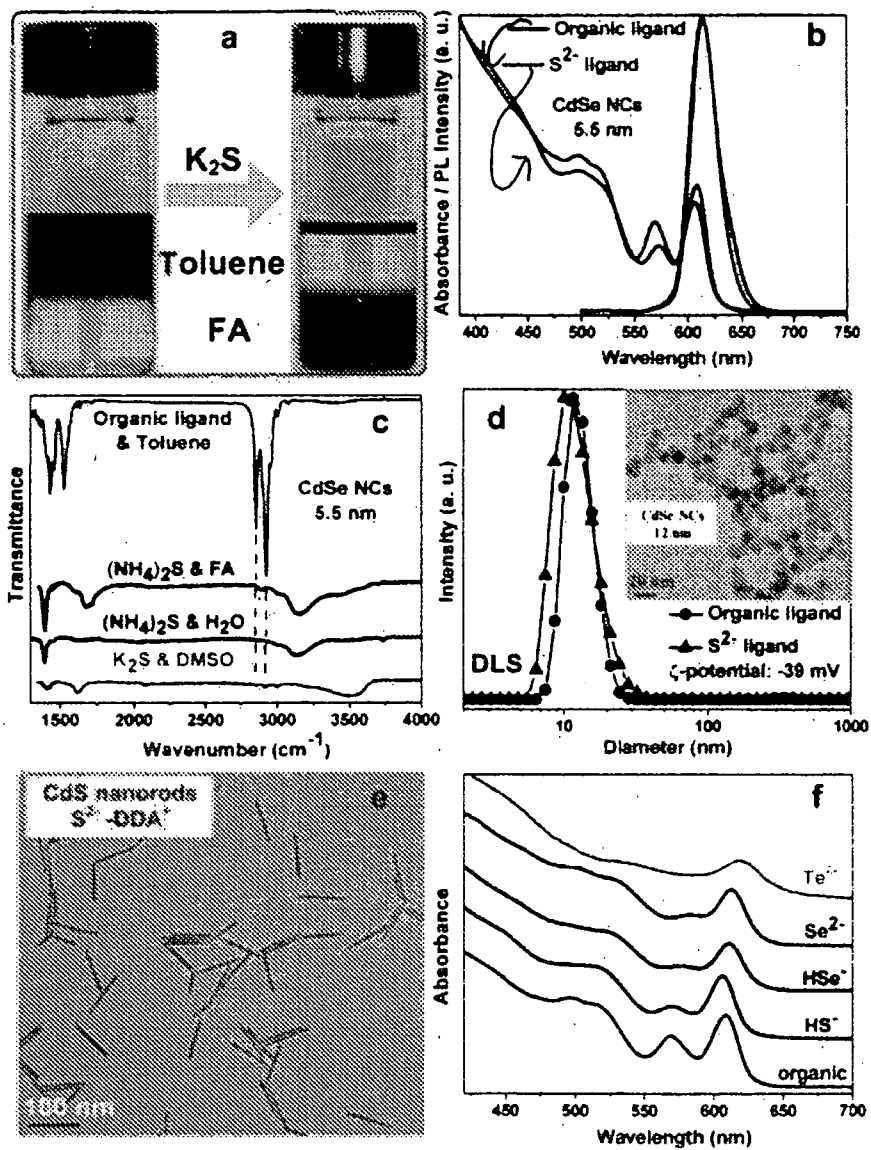 a
K₂S
Toluene
FA
b
Organic ligand
S²⁻ ligand
CdSe NCs
5.5 nm
Absorbance / PL Intensity (a. u.)
400 450 500 550 600 650 700 750
Wavelength (nm)
c
Organic ligand
& Toluene
CdSe NCs
5.5 nm
(NH₄)₂S & FA
(NH₄)₂S & H₂O
K₂S & DMSO
Transmittance
1500 2000 2500 3000 3500 4000
Wavenumber (cm⁻¹)
d
CdSe NCs
12 nm
Organic ligand
S²⁻ ligand
ζ-potential: -39 mV
DLS
Intensity (a. u.)
10 100 1000
Diameter (nm)
e
CdS nanorods
S²⁻-DDA⁺
100 nm
f
Te²⁻
Se²⁻
HSe⁻
HS⁻
organic
Absorbance
450 500 550 600 650 700
Wavelength (nm)